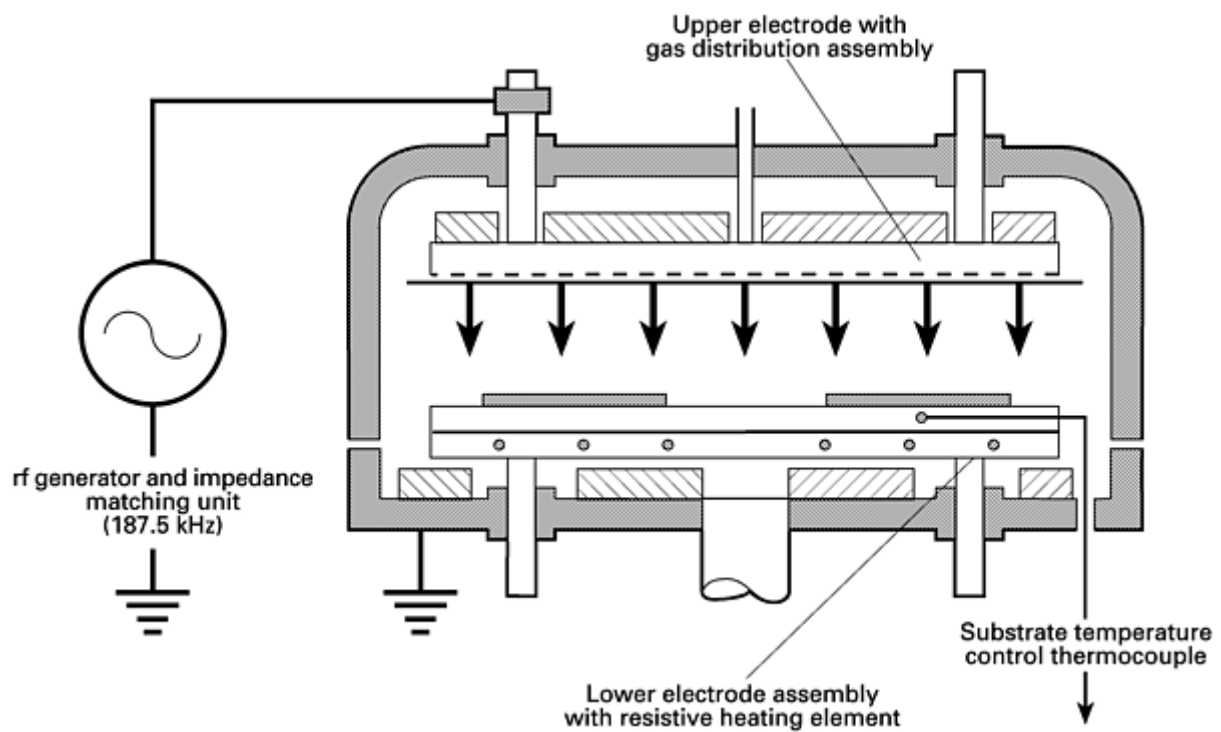 Upper electrode with
gas distribution assembly
rf generator and impedance
matching unit
(187.5 kHz)
Substrate temperature
control thermocouple
Lower electrode assembly
with resistive heating element